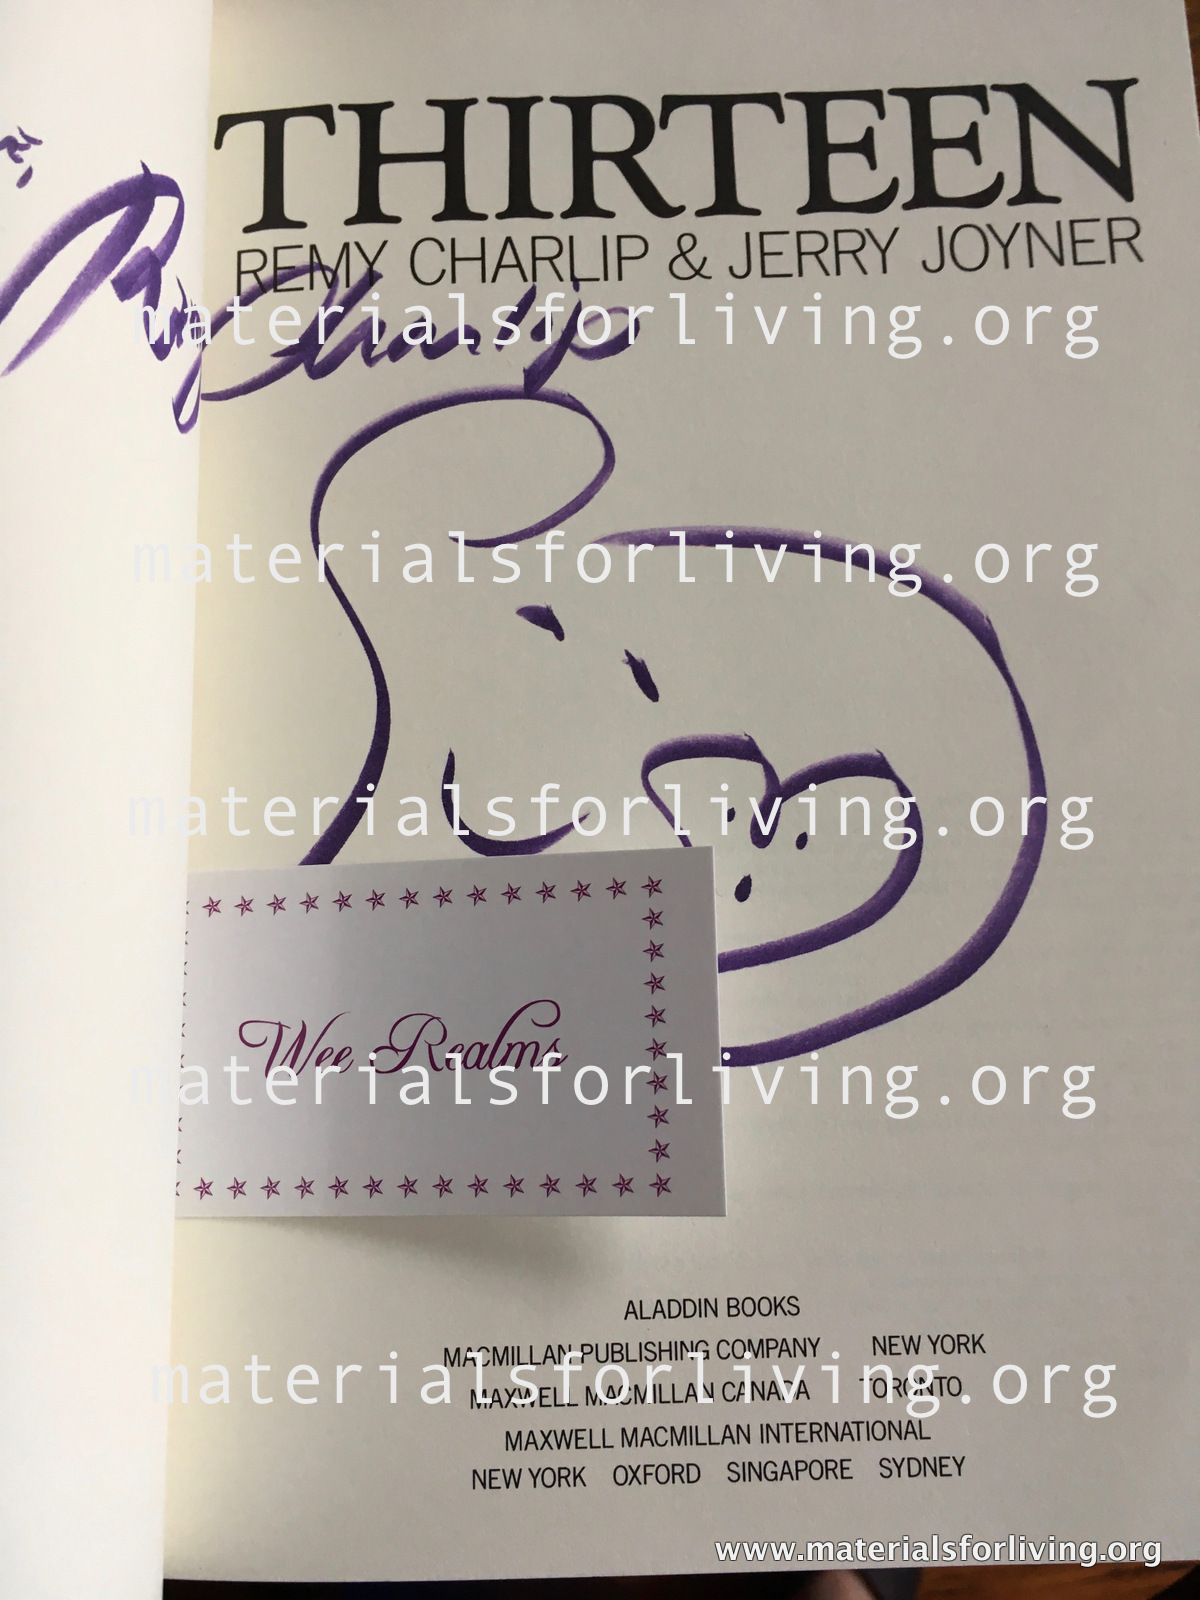 THIRTEEN
REMY CHARLIP & JERRY JOYNER
Remy Charlip
materialsforliving.org
materialsforliving.org
materialsforliving.org
Wee Realms
materialsforliving.org
ALADDIN BOOKS
MACMILLAN PUBLISHING COMPANY NEW YORK
materialsforliving.org
MAXWELL MACMILLAN CANADA TORONTO
MAXWELL MACMILLAN INTERNATIONAL
NEW YORK OXFORD SINGAPORE SYDNEY
www.materialsforliving.org